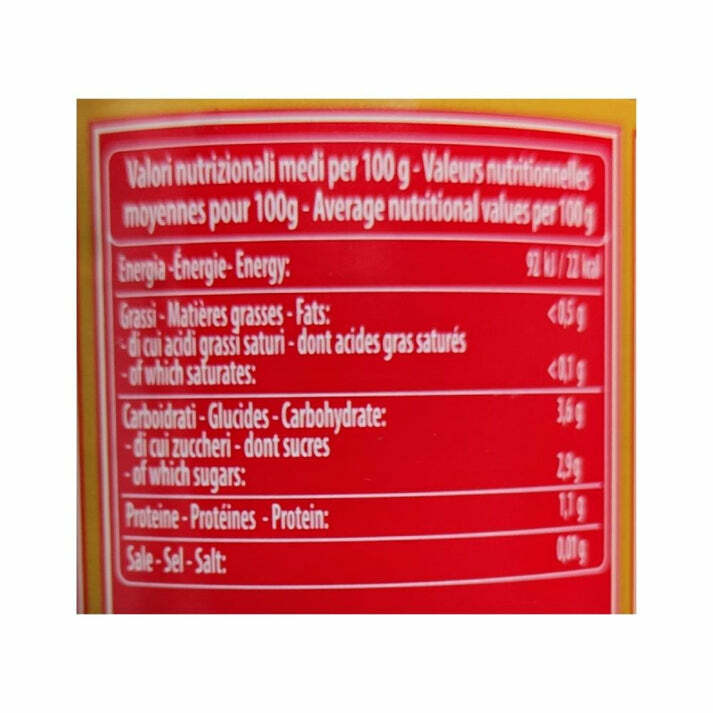 Valori nutrizionali medi per 100 g - Valeurs nutritionnelles
moyennes pour 100g - Average nutritional values per 100 g
Energia -Énergie- Energy: 92 kJ / 22 kcal
Grassi - Matières grasses - Fats: <0,5 g
- di cui acidi grassi saturi - dont acides gras saturés
- of which saturates: <0,1 g
Carboidrati - Glucides - Carbohydrate: 3,6 g
- di cui zuccheri - dont sucres
- of which sugars: 2,9g
Proteine - Protéines - Protein: 1,1 g
Sale - Sel - Salt: 0,01 g